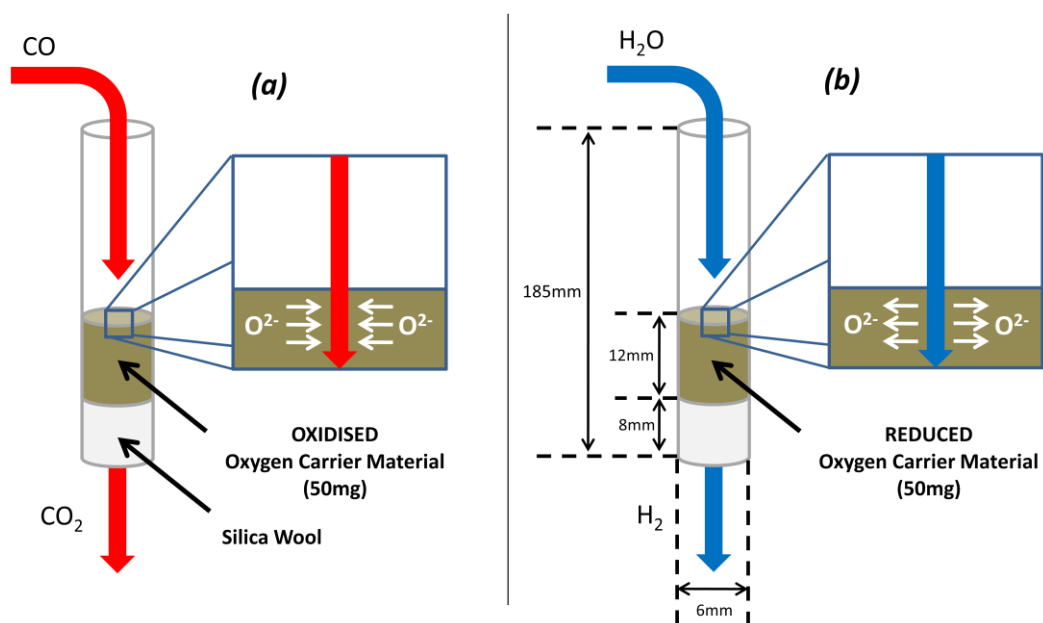 CO
(a)
O²⁻
O²⁻
OXIDISED
Oxygen Carrier Material
(50mg)
CO₂
Silica Wool
H₂O
(b)
185mm
O²⁻
O²⁻
12mm
8mm
REDUCED
Oxygen Carrier Material
(50mg)
H₂
6mm